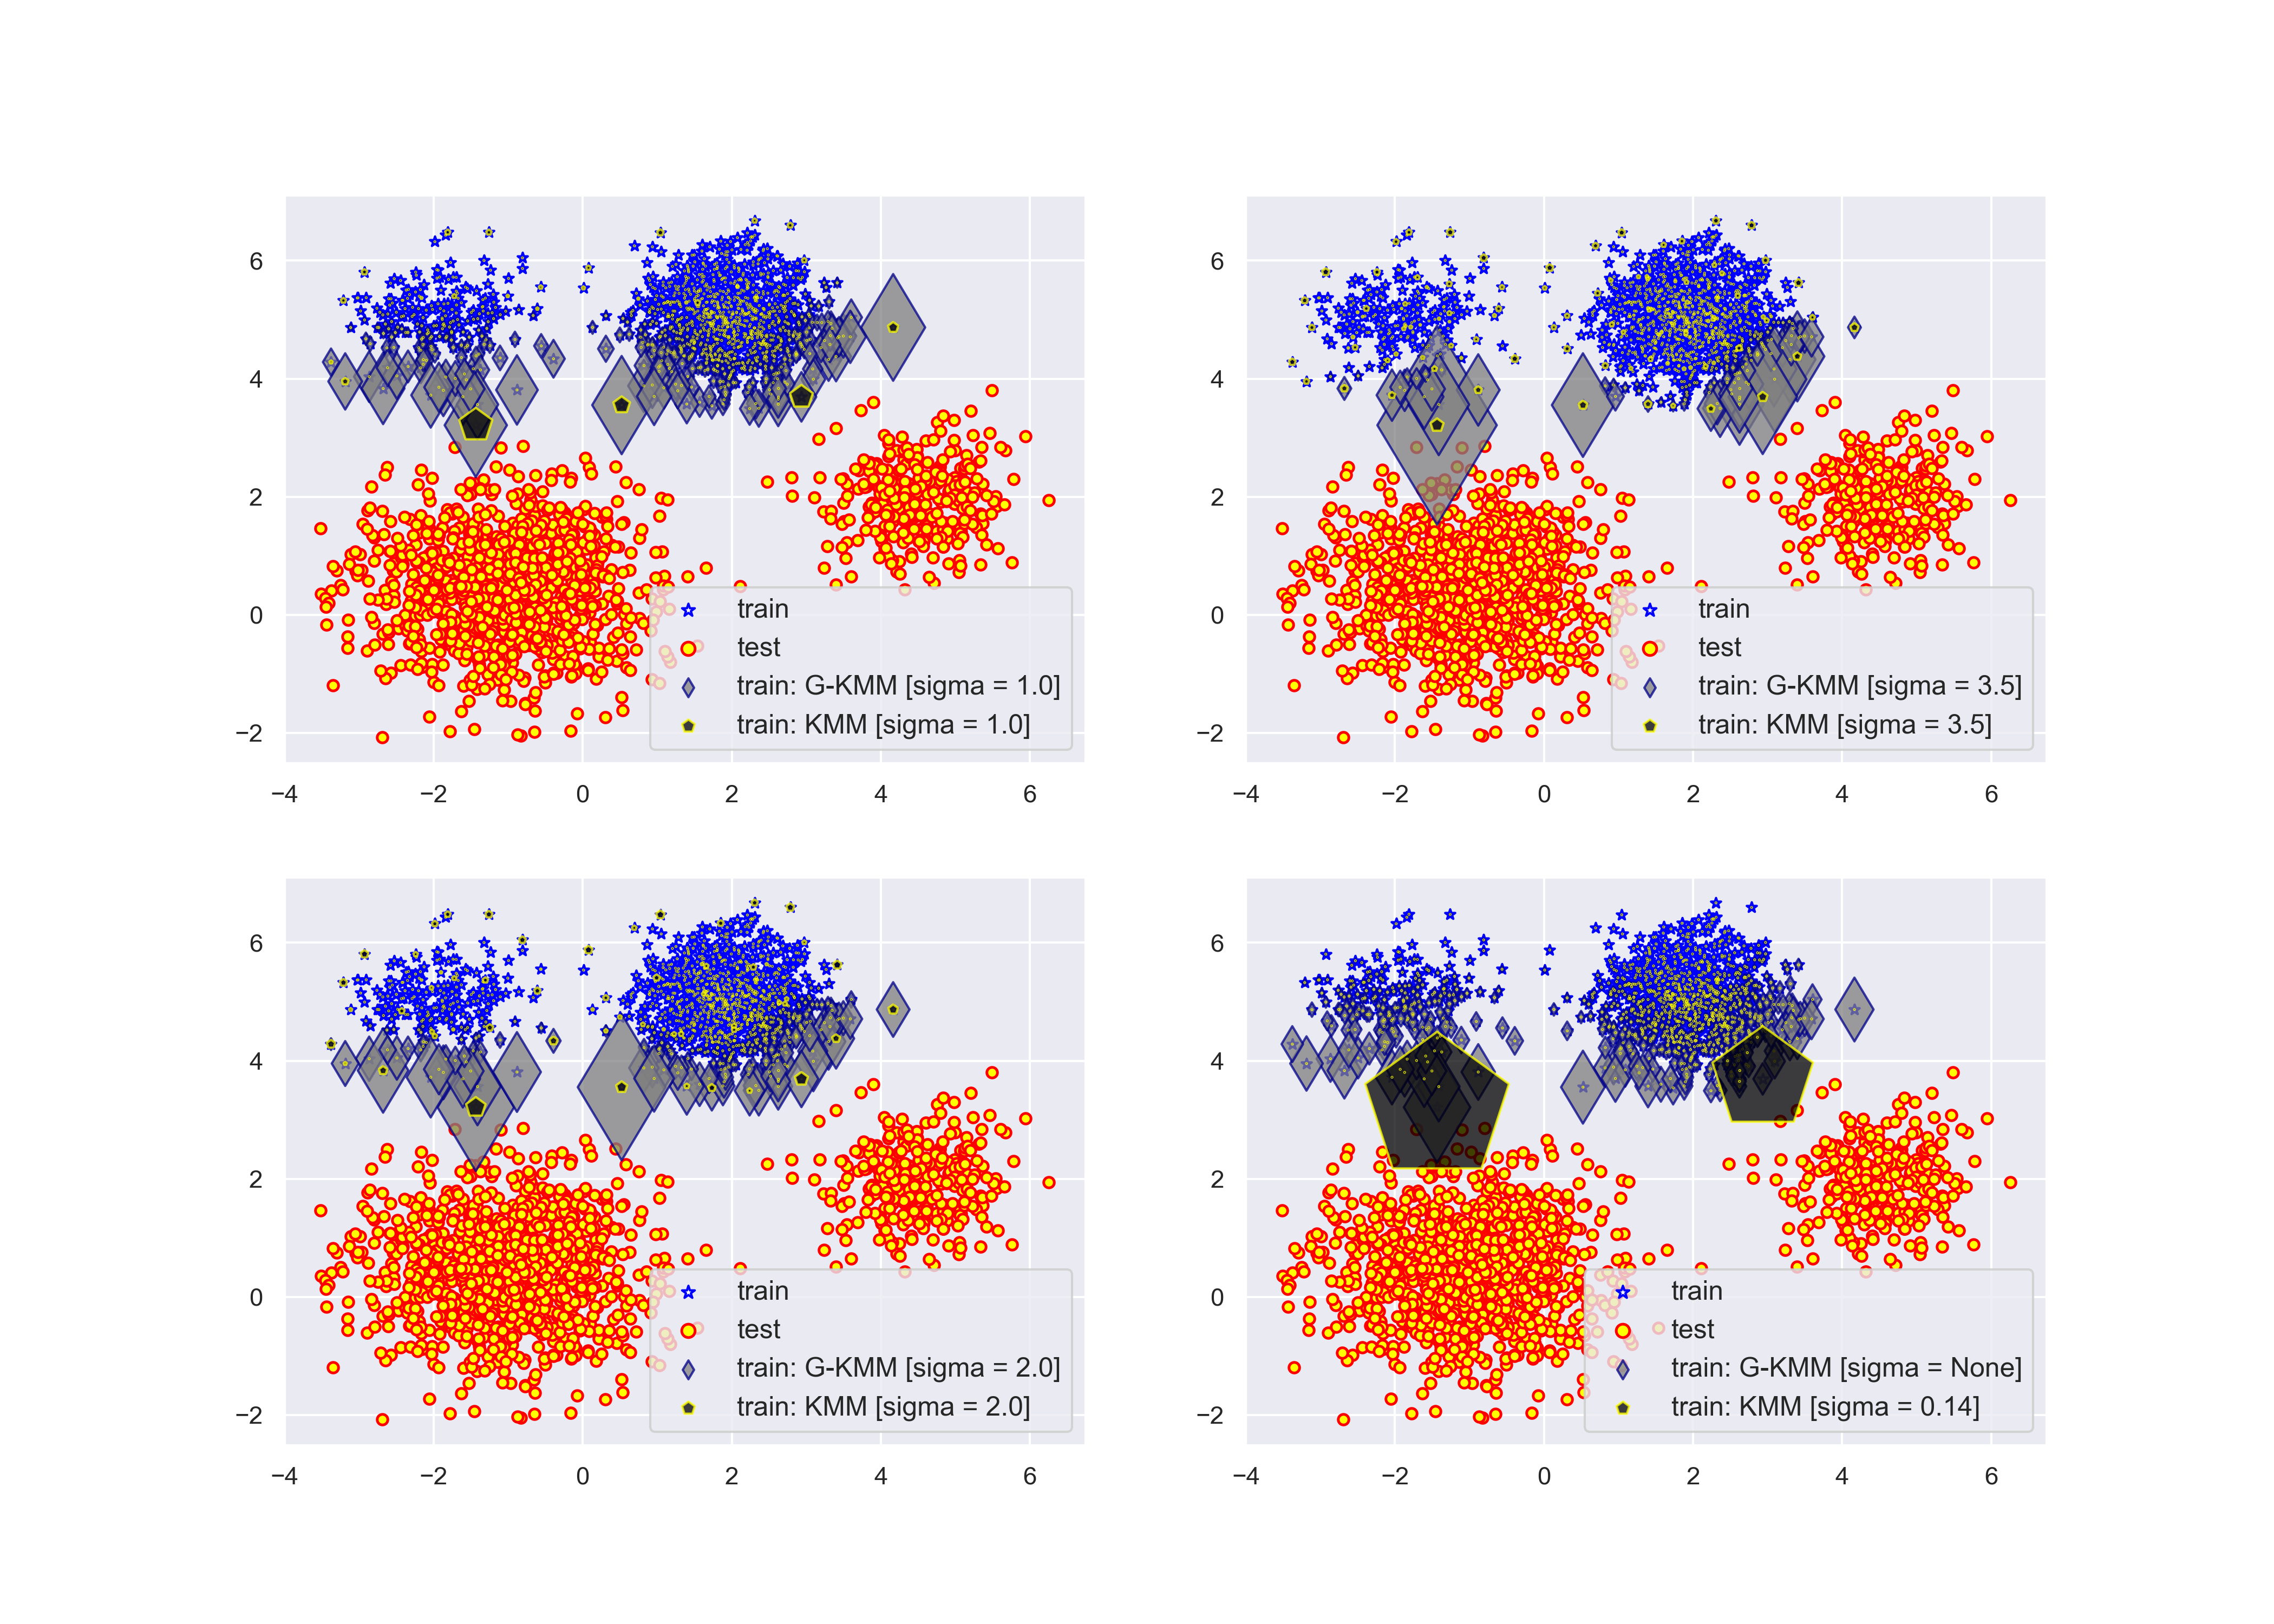 6
4
2
0
−2
−4 −2 0 2 4 6
train
test
train: G-KMM [sigma = 1.0]
train: KMM [sigma = 1.0]
6
4
2
0
−2
−4 −2 0 2 4 6
train
test
train: G-KMM [sigma = 3.5]
train: KMM [sigma = 3.5]
6
4
2
0
−2
−4 −2 0 2 4 6
train
test
train: G-KMM [sigma = 2.0]
train: KMM [sigma = 2.0]
6
4
2
0
−2
−4 −2 0 2 4 6
train
test
train: G-KMM [sigma = None]
train: KMM [sigma = 0.14]